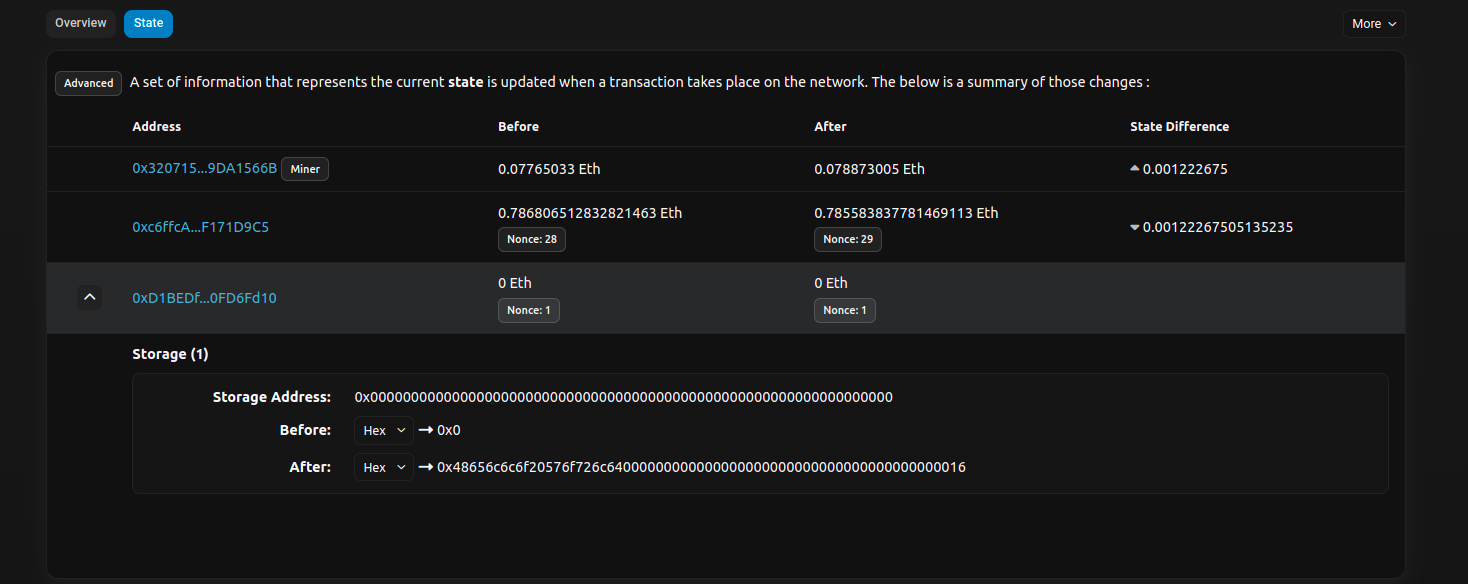 Overview
State
More
Advanced A set of information that represents the current state is updated when a transaction takes place on the network. The below is a summary of those changes :
Address Before After State Difference
0x320715...9DA1566B Miner 0.07765033 Eth 0.078873005 Eth 0.001222675
0xc6ffcA...F171D9C5 0.786806512832821463 Eth 0.785583837781469113 Eth 0.00122267505135235
Nonce: 28 Nonce: 29
0xD1BEDf...0FD6Fd10 0 Eth 0 Eth
Nonce: 1 Nonce: 1
Storage (1)
Storage Address: 0x0000000000000000000000000000000000000000000000000000000000000000
Before: Hex → 0x0
After: Hex → 0x48656c6c6f20576f726c64000000000000000000000000000000000000000016